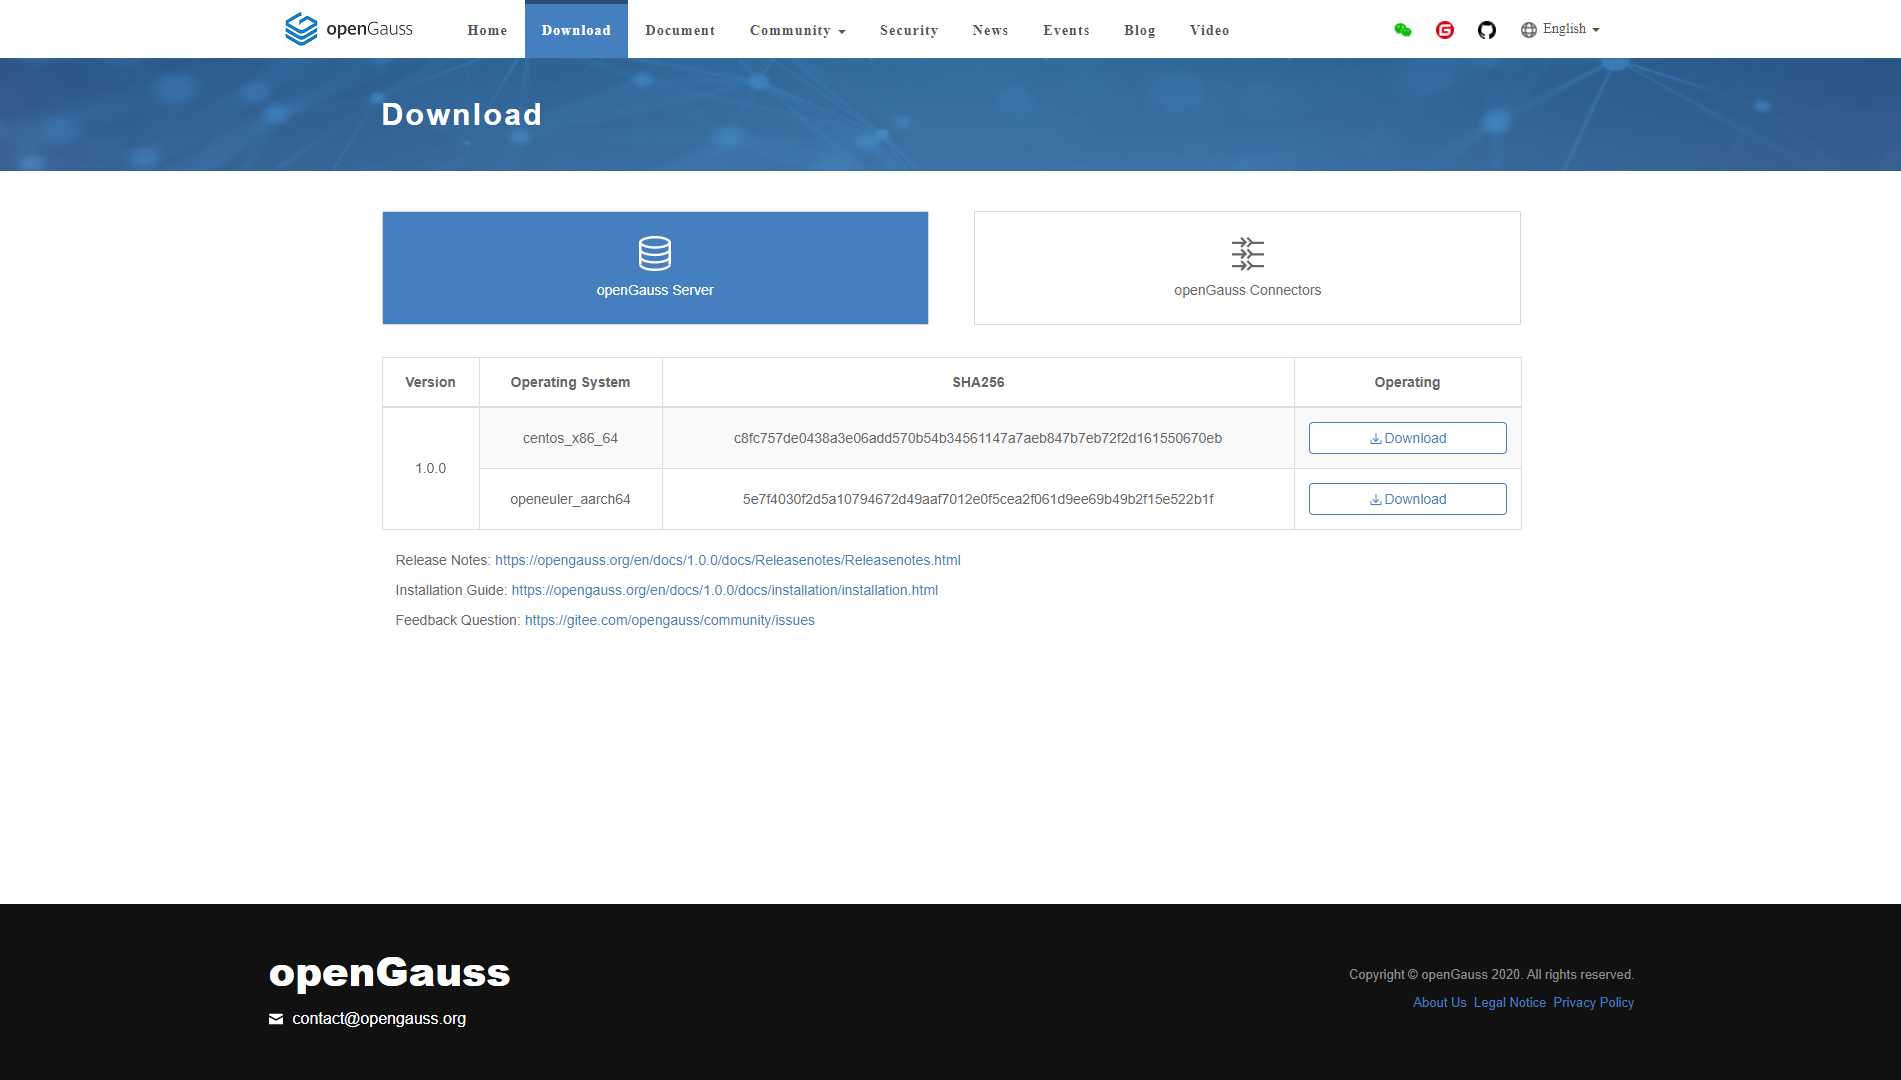 openGauss Home Download Document Community Security News Events Blog Video English
Download
openGauss Server
openGauss Connectors
Version Operating System SHA256 Operating
1.0.0
centos_x86_64 c8fc757de0438a3e06add570b54b34561147a7aeb847b7eb72f2d161550670eb Download
openeuler_aarch64 5e7f4030f2d5a10794672d49aaf7012e0f5cea2f061d9ee69b49b2f15e522b1f Download
Release Notes: https://opengauss.org/en/docs/1.0.0/docs/Releasenotes/Releasenotes.html
Installation Guide: https://opengauss.org/en/docs/1.0.0/docs/installation/installation.html
Feedback Question: https://gitee.com/opengauss/community/issues
openGauss
contact@opengauss.org
Copyright © openGauss 2020. All rights reserved.
About Us Legal Notice Privacy Policy